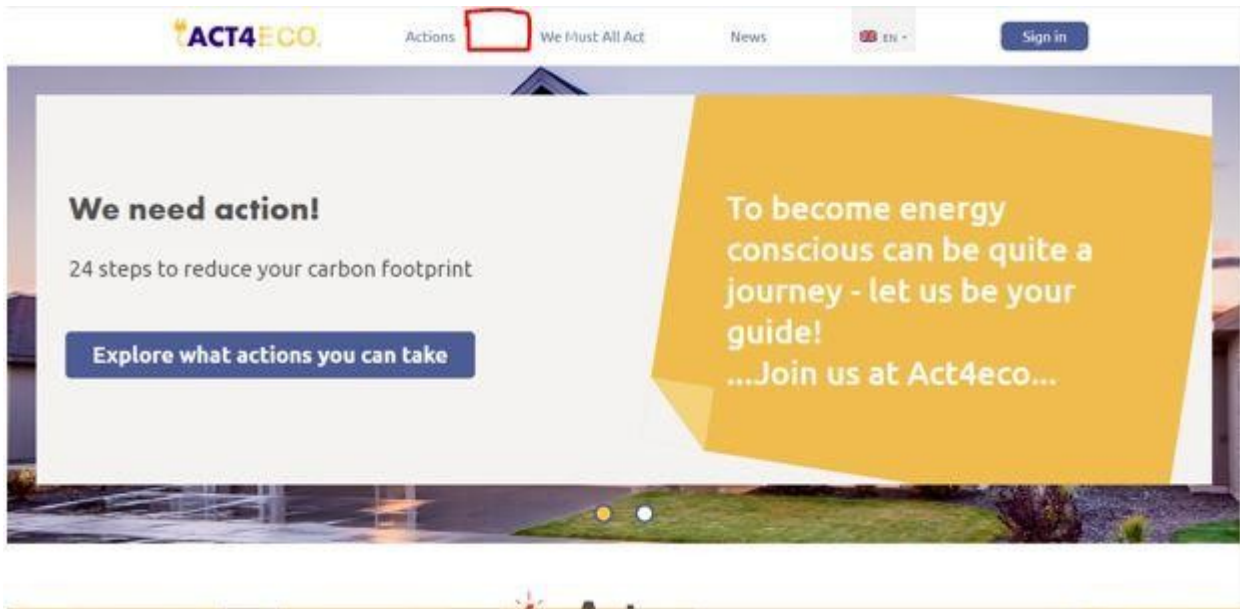 ACT4ECO.
Actions
We Must All Act
News
EN
Sign in
We need action!
24 steps to reduce your carbon footprint
Explore what actions you can take
To become energy
conscious can be quite a
journey - let us be your
guide!
...Join us at Act4eco...